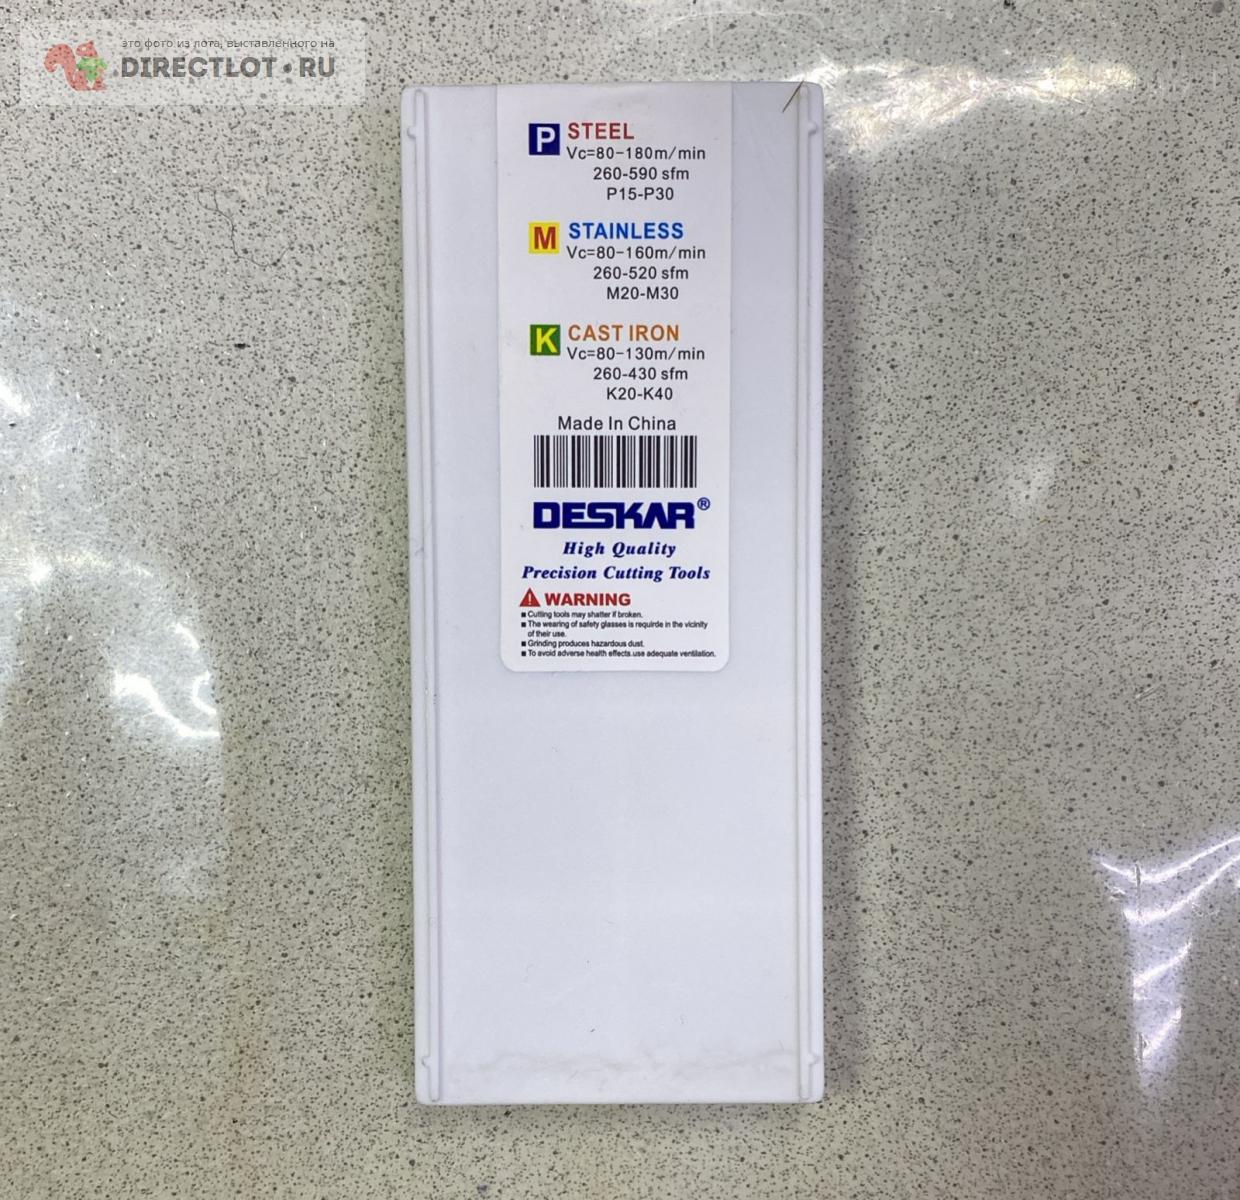 это фото из лота, выставленного на
DIRECTLOT•RU
P STEEL
Vc=80-180m/min
260-590 sfm
P15-P30
M STAINLESS
Vc=80-160m/min
260-520 sfm
M20-M30
K CAST IRON
Vc=80-130m/min
260-430 sfm
K20-K40
Made In China
DESKAR®
High Quality
Precision Cutting Tools
WARNING
■ Cutting tools may shatter if broken.
■ The wearing of safety glasses is requirde in the vicinity
of their use.
■ Grinding produces hazardous dust.
■ To avoid adverse health effects.use adequate ventilation.